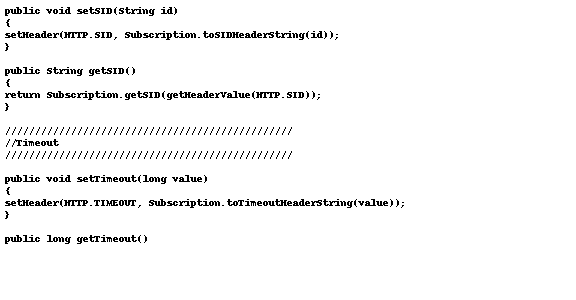 public void setSID(String id)
{
setHeader(HTTP.SID, Subscription.toSIDHeaderString(id));
}
public String getSID()
{
return Subscription.getSID(getHeaderValue(HTTP.SID));
}
////////////////////////////////////////////////
//Timeout
////////////////////////////////////////////////
public void setTimeout(long value)
{
setHeader(HTTP.TIMEOUT, Subscription.toTimeoutHeaderString(value));
}
public long getTimeout()